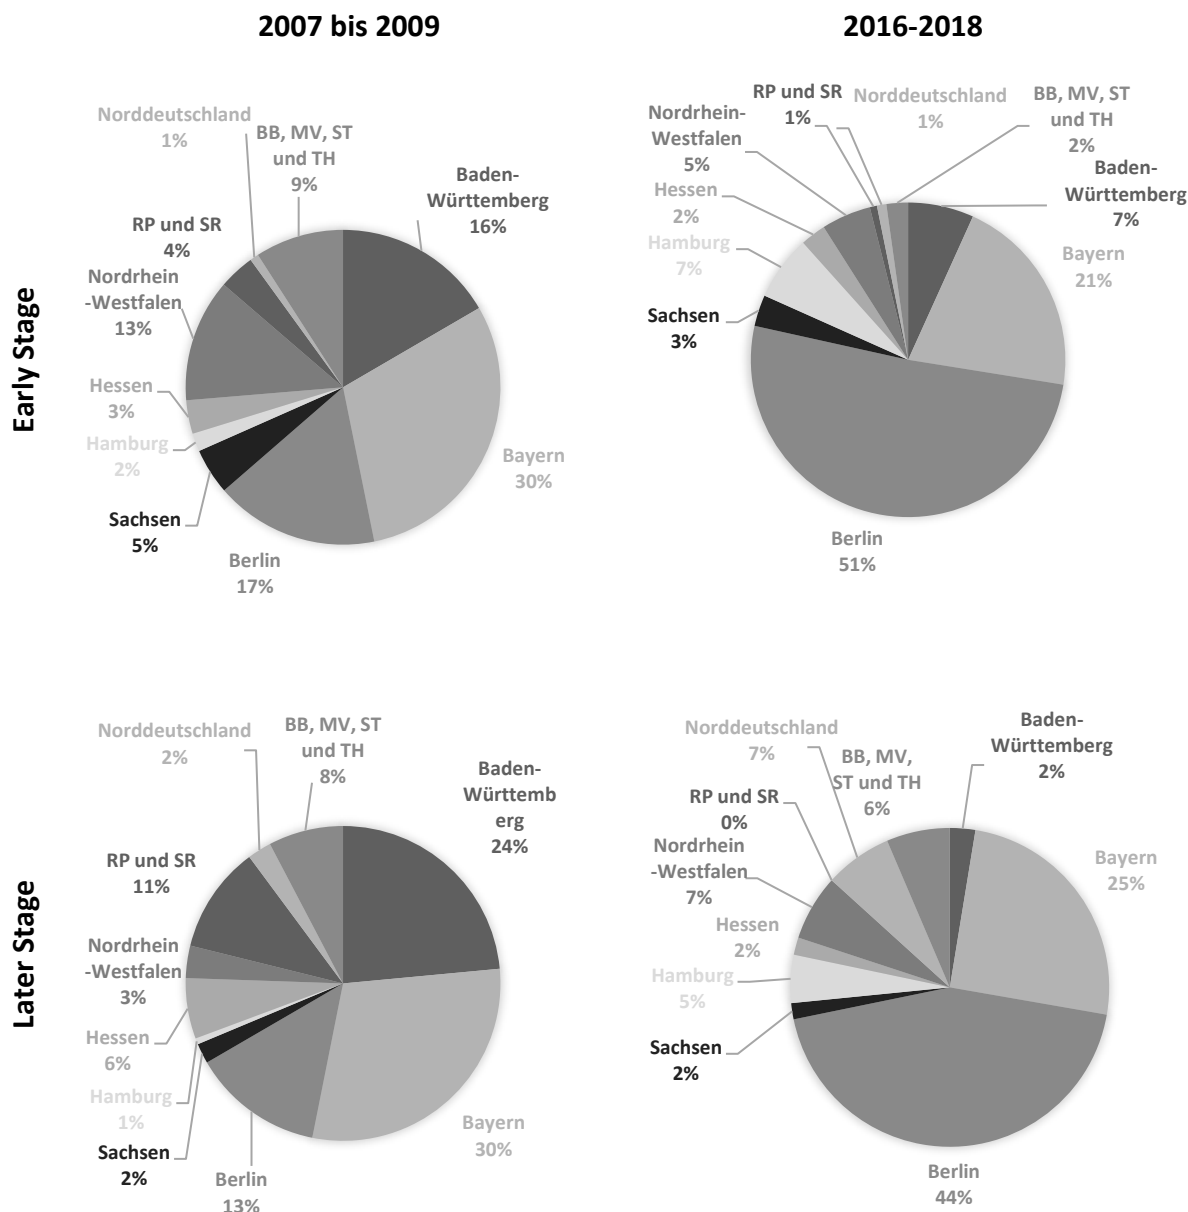 2007 bis 2009
2016-2018
Early Stage
Norddeutschland
1%
BB, MV, ST
und TH
9%
Baden-
Württemberg
16%
RP und SR
4%
Nordrhein
-Westfalen
13%
Hessen
3%
Hamburg
2%
Sachsen
5%
Berlin
17%
Bayern
30%
Nordrhein-
Westfalen
5%
RP und SR
1%
Norddeutschland
1%
BB, MV, ST
und TH
2%
Baden-
Württemberg
7%
Hessen
2%
Hamburg
7%
Bayern
21%
Sachsen
3%
Berlin
51%
Later Stage
Norddeutschland
2%
BB, MV, ST
und TH
8%
Baden-
Württemb
erg
24%
RP und SR
11%
Nordrhein
-Westfalen
3%
Hessen
6%
Hamburg
1%
Sachsen
2%
Berlin
13%
Bayern
30%
Norddeutschland
7%
BB, MV,
ST und TH
6%
Baden-
Württemberg
2%
RP und SR
0%
Nordrhein
-Westfalen
7%
Bayern
25%
Hessen
2%
Hamburg
5%
Sachsen
2%
Berlin
44%